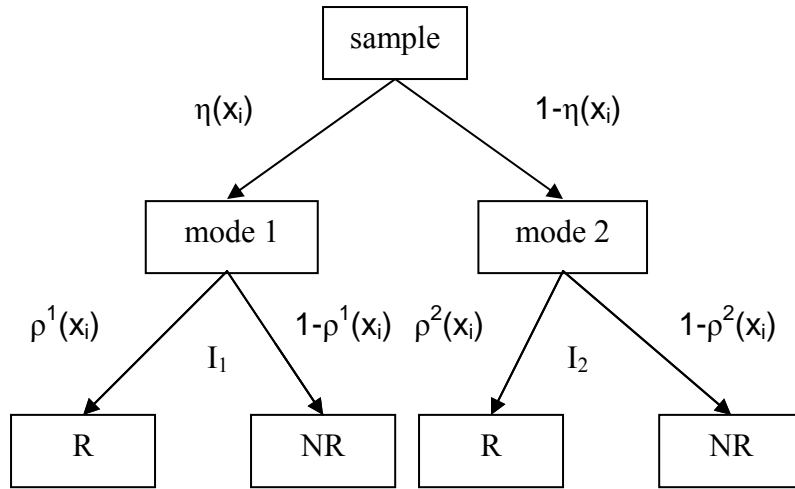 sample
η(xᵢ)
1-η(xᵢ)
mode 1
mode 2
ρ¹(xᵢ)
1-ρ¹(xᵢ)
ρ²(xᵢ)
1-ρ²(xᵢ)
I₁
I₂
R
NR
R
NR